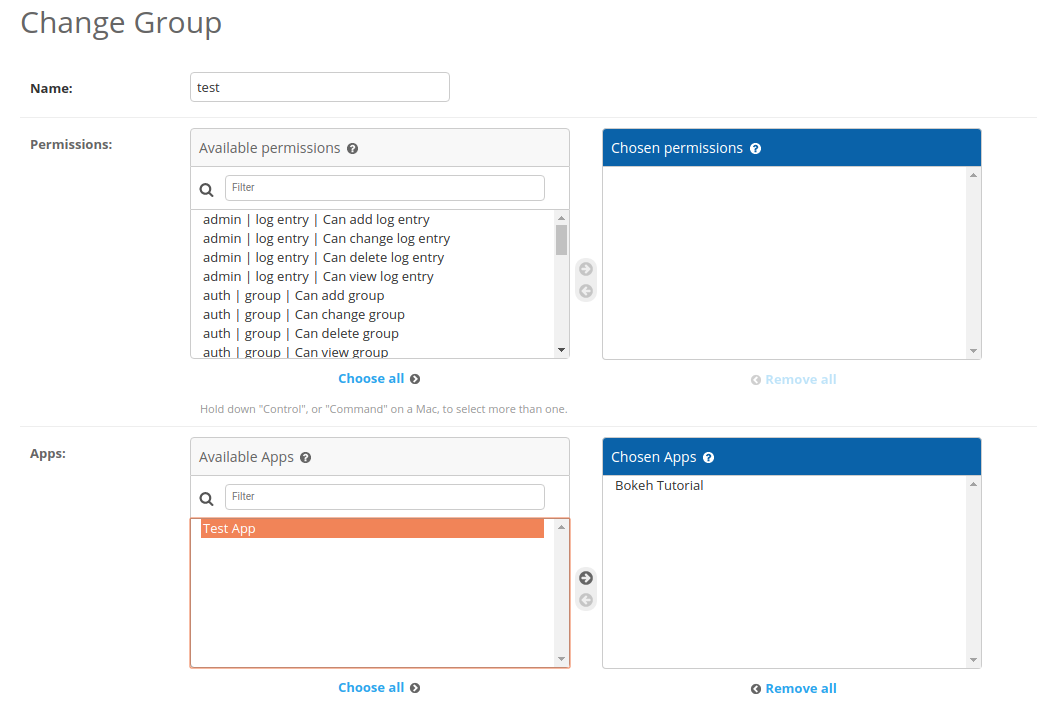 Change Group
Name:
test
Permissions:
Available permissions ?
Chosen permissions ?
Filter
admin | log entry | Can add log entry
admin | log entry | Can change log entry
admin | log entry | Can delete log entry
admin | log entry | Can view log entry
auth | group | Can add group
auth | group | Can change group
auth | group | Can delete group
auth | group | Can view group
Choose all
Remove all
Hold down "Control", or "Command" on a Mac, to select more than one.
Apps:
Available Apps ?
Chosen Apps ?
Filter
Test App
Bokeh Tutorial
Choose all
Remove all